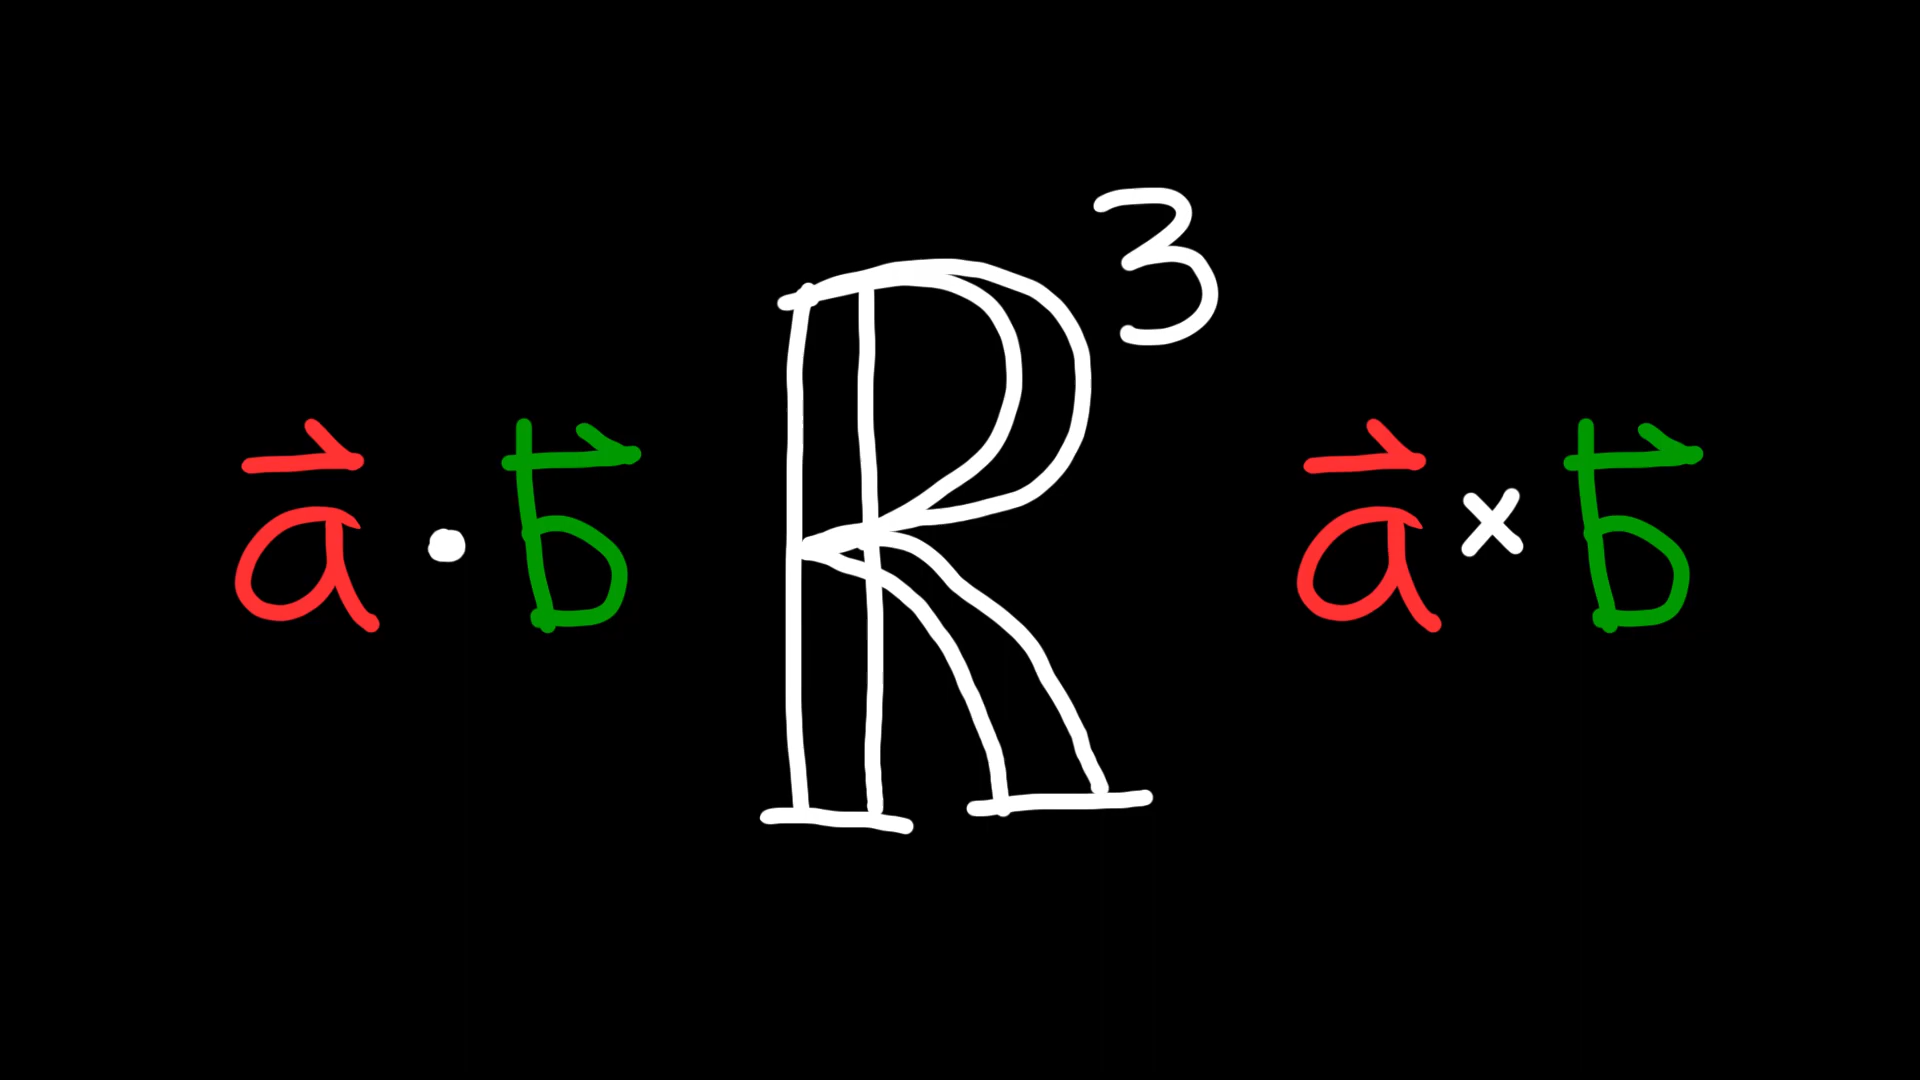 a⃗ · b⃗ ℝ³ a⃗ × b⃗